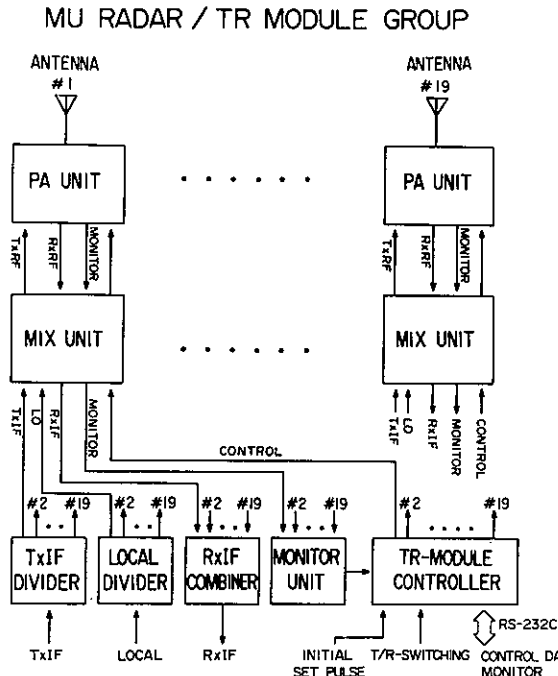 MU RADAR / TR MODULE GROUP
ANTENNA
#1
ANTENNA
#19
PA UNIT
PA UNIT
TxRF
RxRF
MONITOR
TxRF
RxRF
MONITOR
MIX UNIT
MIX UNIT
TxIF
LO
RxIF
MONITOR
TxIF
LO
RxIF
MONITOR
CONTROL
CONTROL
#2
#19
#2
#19
#2
#19
#2
#19
#2
#19
TxIF
DIVIDER
LOCAL
DIVIDER
RxIF
COMBINER
MONITOR
UNIT
TR-MODULE
CONTROLLER
RS-232C
TxIF
LOCAL
RxIF
INITIAL
SET PULSE
T/R-SWITCHING
CONTROL DA
MONITOR